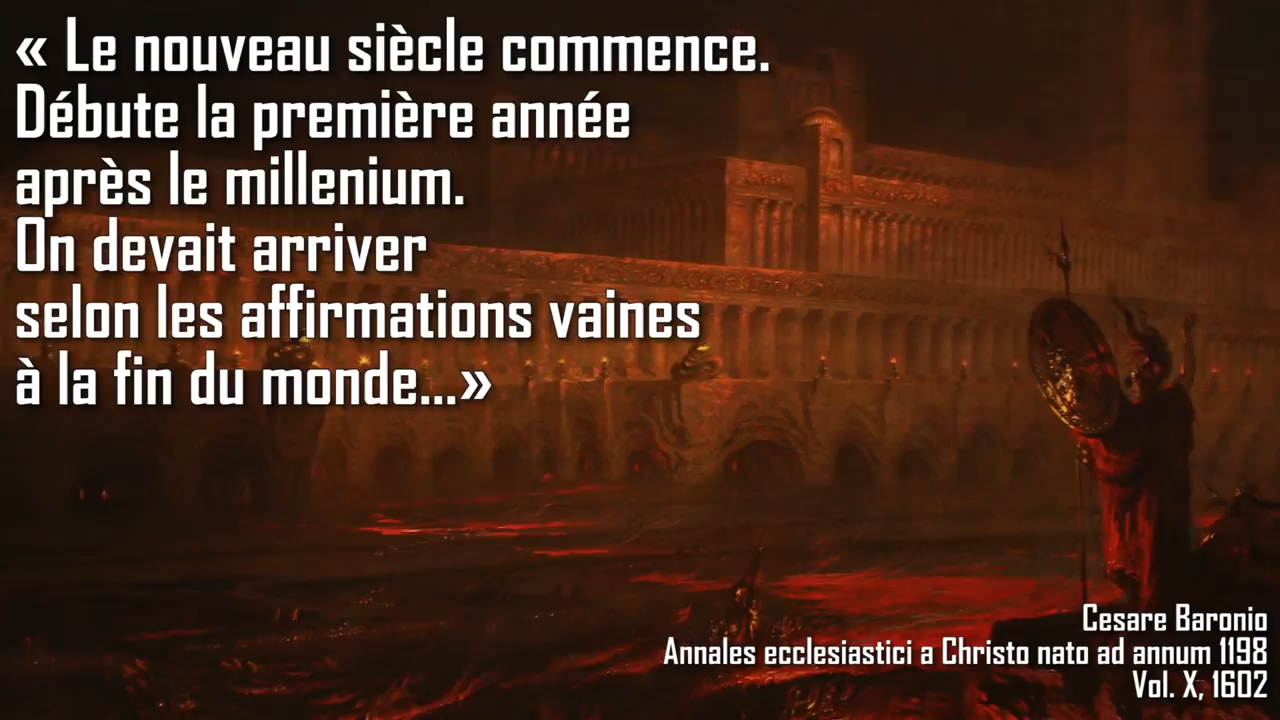 « Le nouveau siècle commence.
Débute la première année
après le millenium.
On devait arriver
selon les affirmations vaines
à la fin du monde...»
Cesare Baronio
Annales ecclesiastici a Christo nato ad annum 1198
Vol. X, 1602